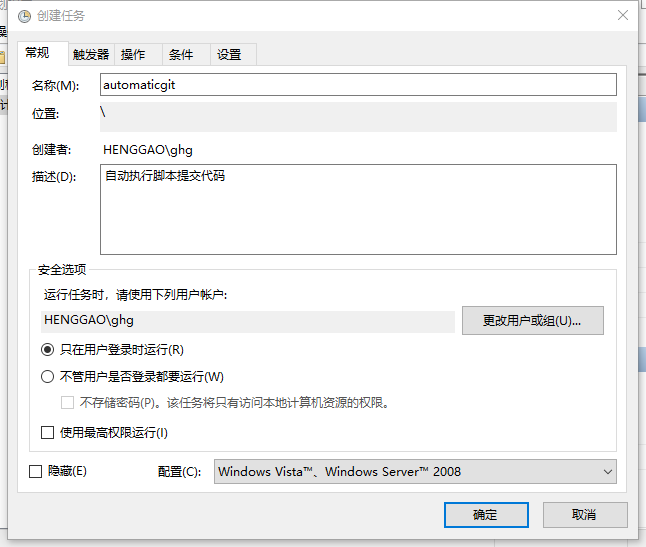 创建任务
常规 触发器 操作 条件 设置
名称(M): automaticgit
位置: \
创建者: HENGGAO\ghg
描述(D): 自动执行脚本提交代码
安全选项
运行任务时，请使用下列用户帐户:
HENGGAO\ghg 更改用户或组(U)...
只在用户登录时运行(R)
不管用户是否登录都要运行(W)
不存储密码(P)。该任务将只有访问本地计算机资源的权限。
使用最高权限运行(I)
隐藏(E) 配置(C): Windows Vista™、Windows Server™ 2008
确定 取消